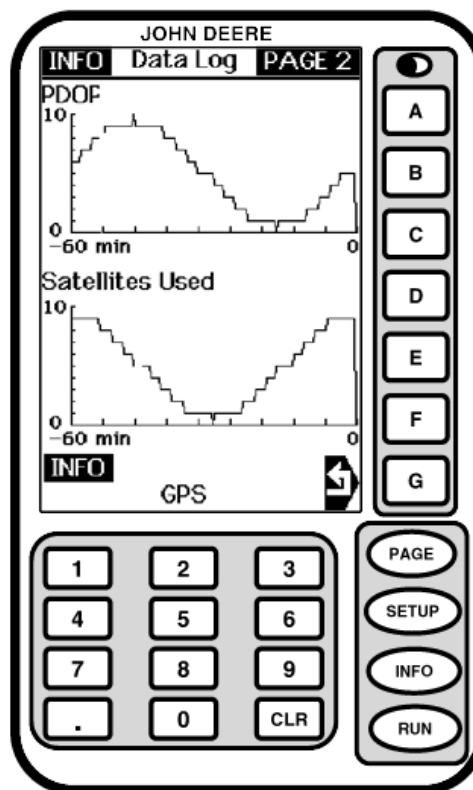 JOHN DEERE
INFO Data Log PAGE 2
PDOP
10
0
-60 min 0
Satellites Used
10
0
-60 min 0
INFO
GPS
A
B
C
D
E
F
G
1 2 3
4 5 6
7 8 9
. 0 CLR
PAGE
SETUP
INFO
RUN